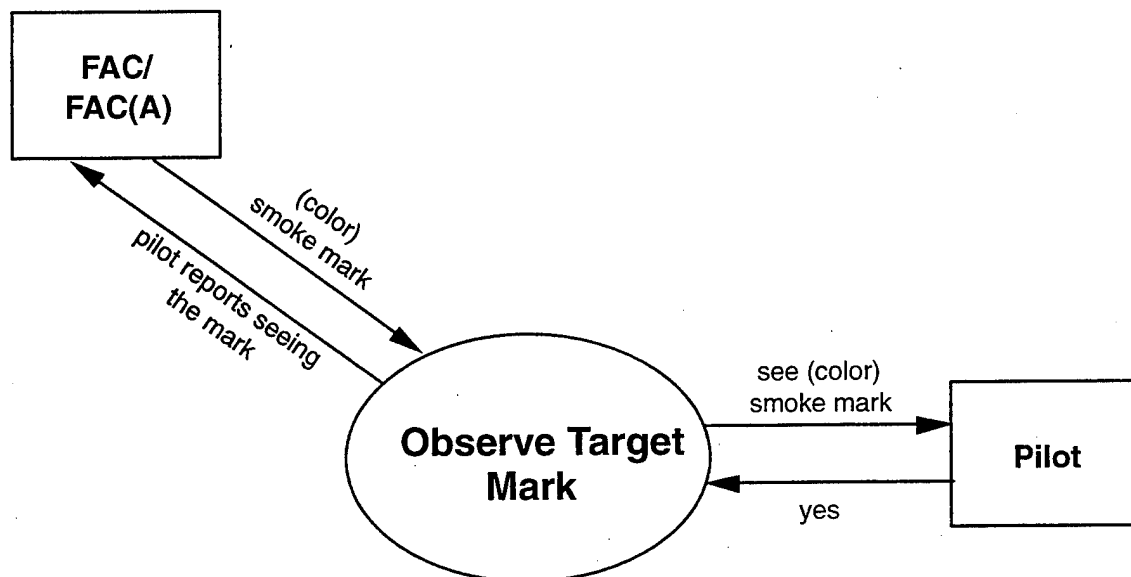 FAC/
FAC(A)
(color)
smoke mark
pilot reports seeing
the mark
Observe Target
Mark
see (color)
smoke mark
yes
Pilot